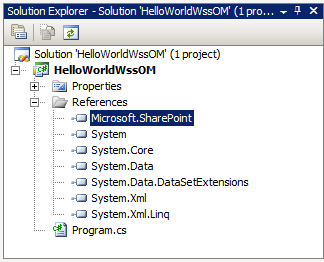 Solution Explorer - Solution 'HelloWorldWssOM' (1 pro...
Solution 'HelloWorldWssOM' (1 project)
HelloWorldWssOM
Properties
References
Microsoft.SharePoint
System
System.Core
System.Data
System.Data.DataSetExtensions
System.Xml
System.Xml.Linq
Program.cs